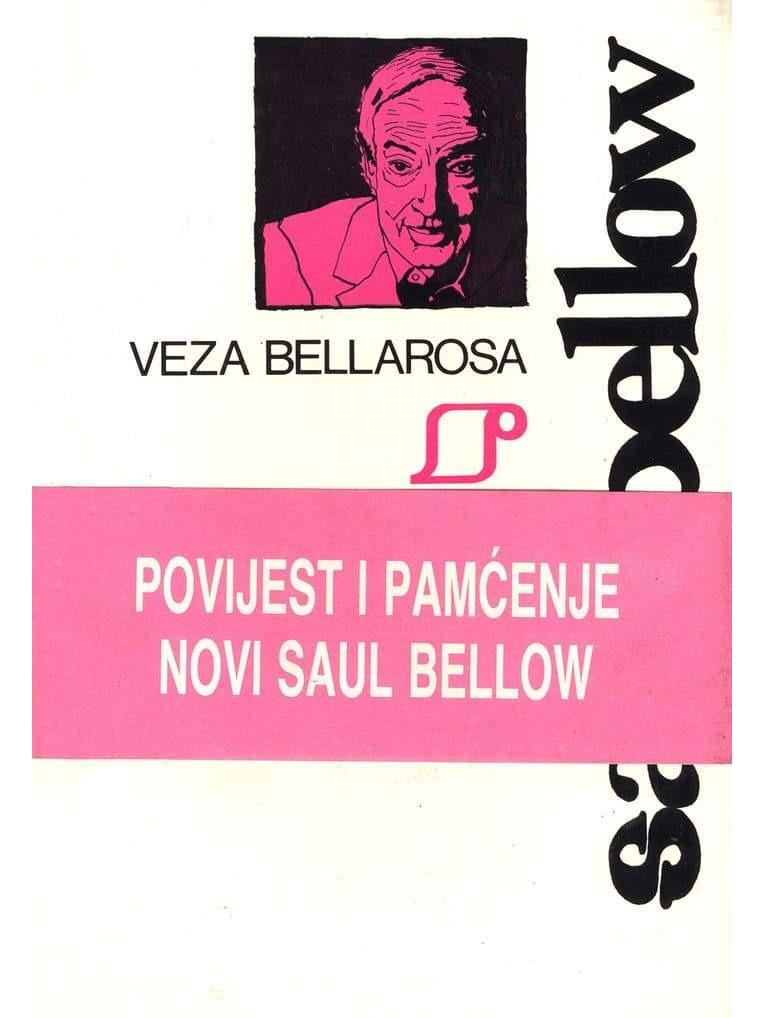 VEZA BELLAROSA
POVIJEST I PAMĆENJE
NOVI SAUL BELLOW
bellow